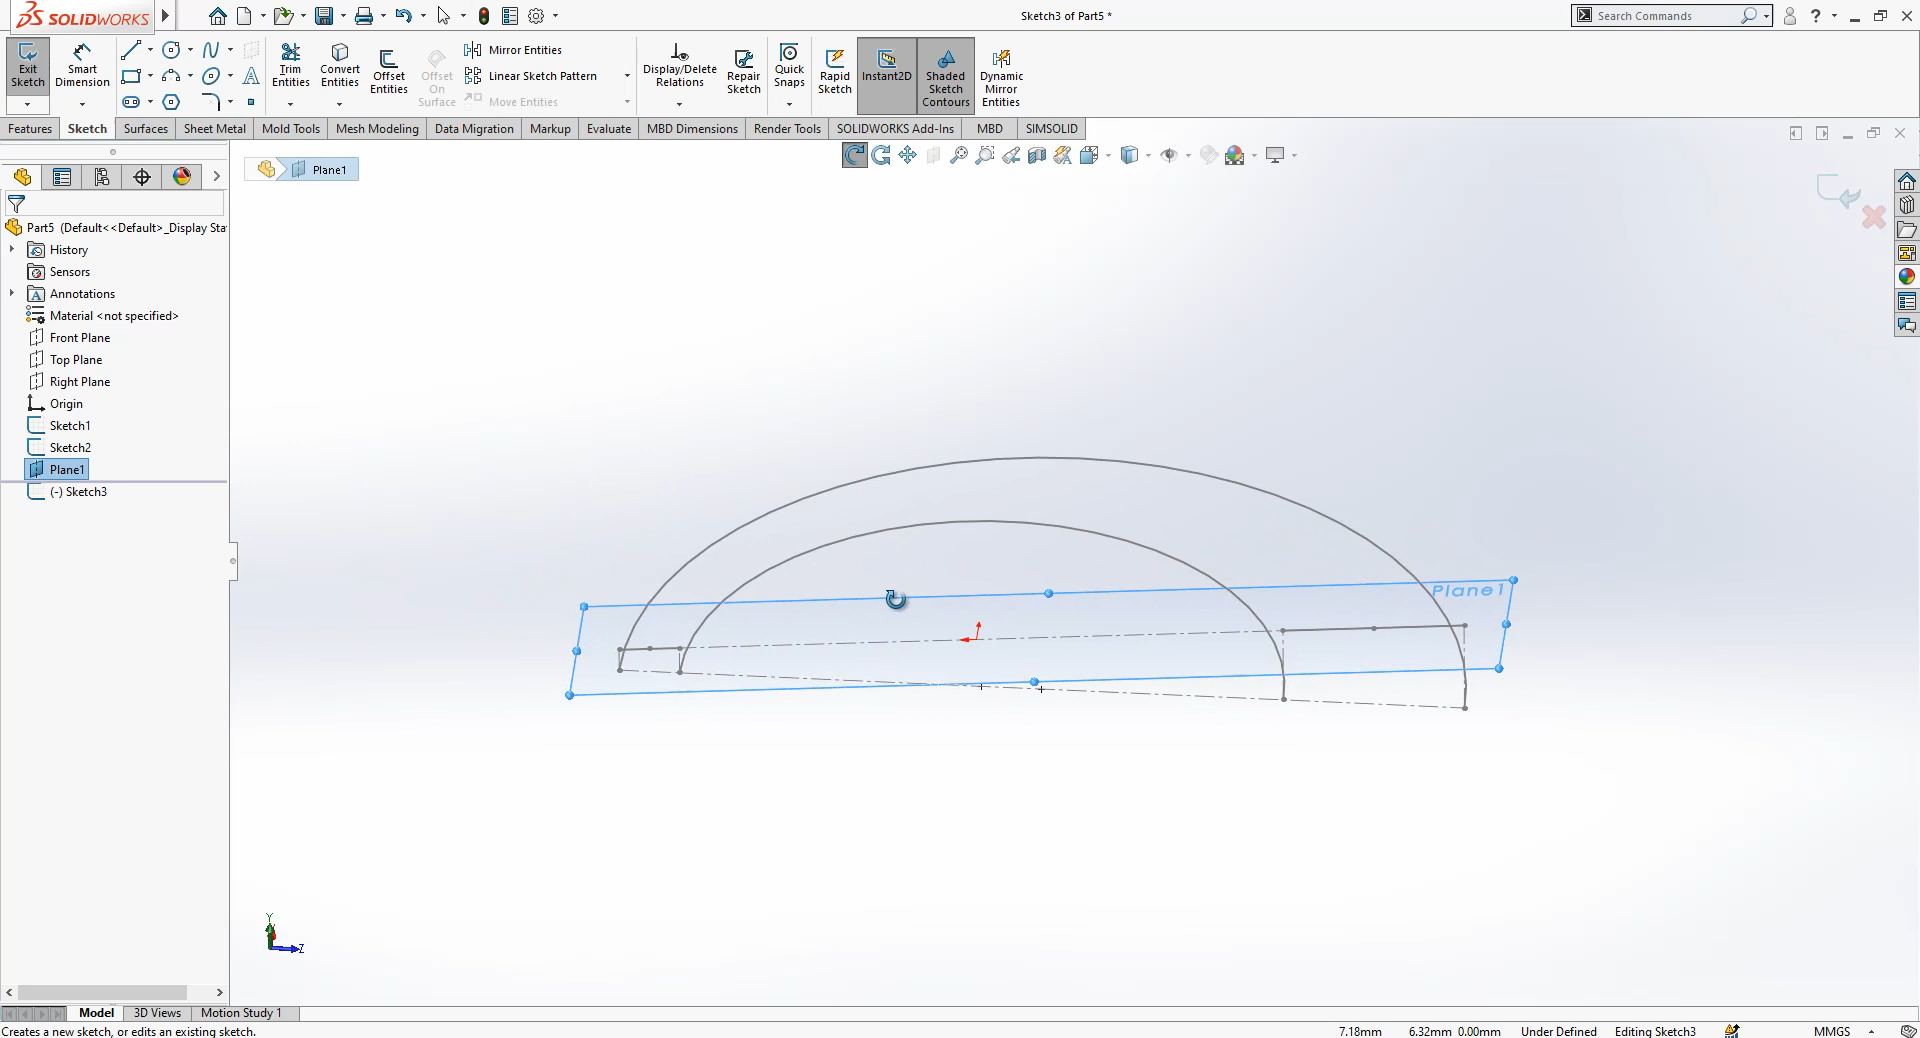 SOLIDWORKS
Sketch3 of Part5 *
Search Commands
Exit Sketch
Smart Dimension
Trim Entities
Convert Entities
Offset Entities
Offset On Surface
Mirror Entities
Linear Sketch Pattern
Move Entities
Display/Delete Relations
Repair Sketch
Quick Snaps
Rapid Sketch
Instant2D
Shaded Sketch Contours
Dynamic Mirror Entities
Features Sketch Surfaces Sheet Metal Mold Tools Mesh Modeling Data Migration Markup Evaluate MBD Dimensions Render Tools SOLIDWORKS Add-Ins MBD SIMSOLID
Plane1
Part5 (Default<<Default>_Display Sta
History
Sensors
Annotations
Material <not specified>
Front Plane
Top Plane
Right Plane
Origin
Sketch1
Sketch2
Plane1
(-) Sketch3
Plane1
Y
Z
Model 3D Views Motion Study 1
Creates a new sketch, or edits an existing sketch.
7.18mm 6.32mm 0.00mm Under Defined Editing Sketch3 MMGS